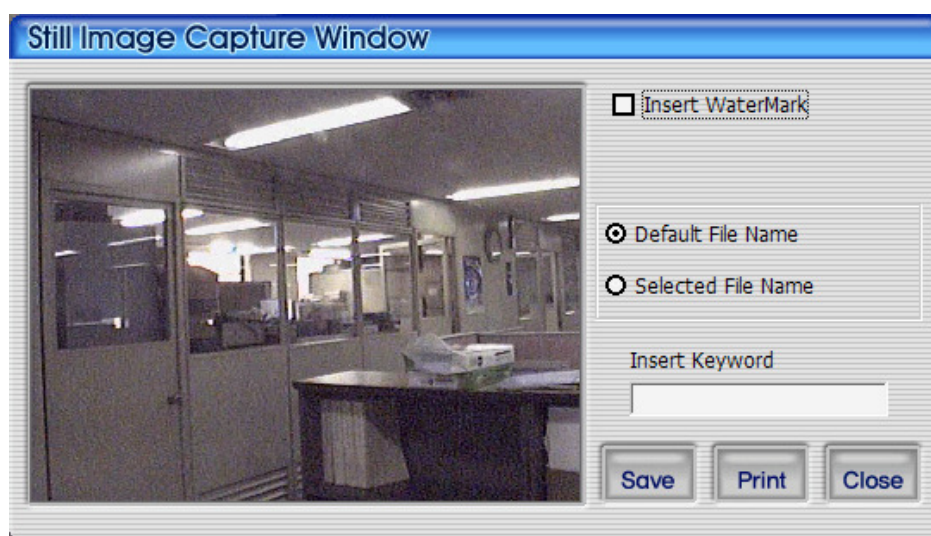 Still Image Capture Window
Insert WaterMark
Default File Name
Selected File Name
Insert Keyword
Save Print Close